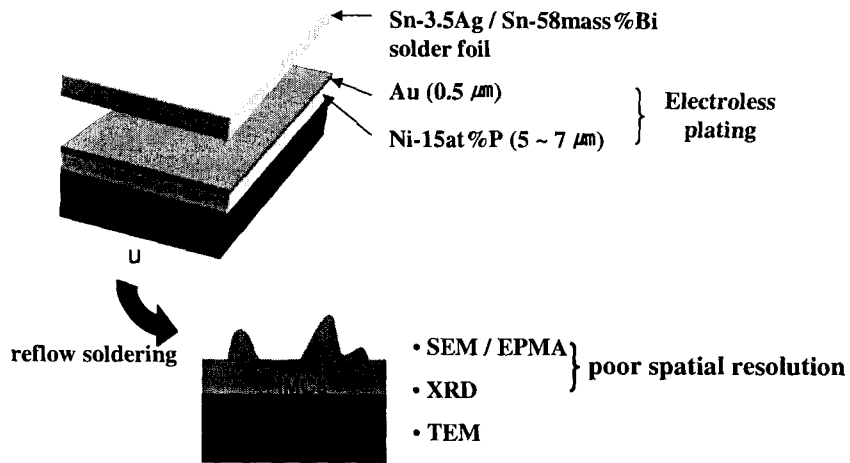 Sn-3.5Ag / Sn-58mass%Bi
solder foil
Au (0.5 ㎛)
Ni-15at%P (5 ~ 7 ㎛)
Electroless
plating
u
reflow soldering
• SEM / EPMA
• XRD
• TEM
poor spatial resolution